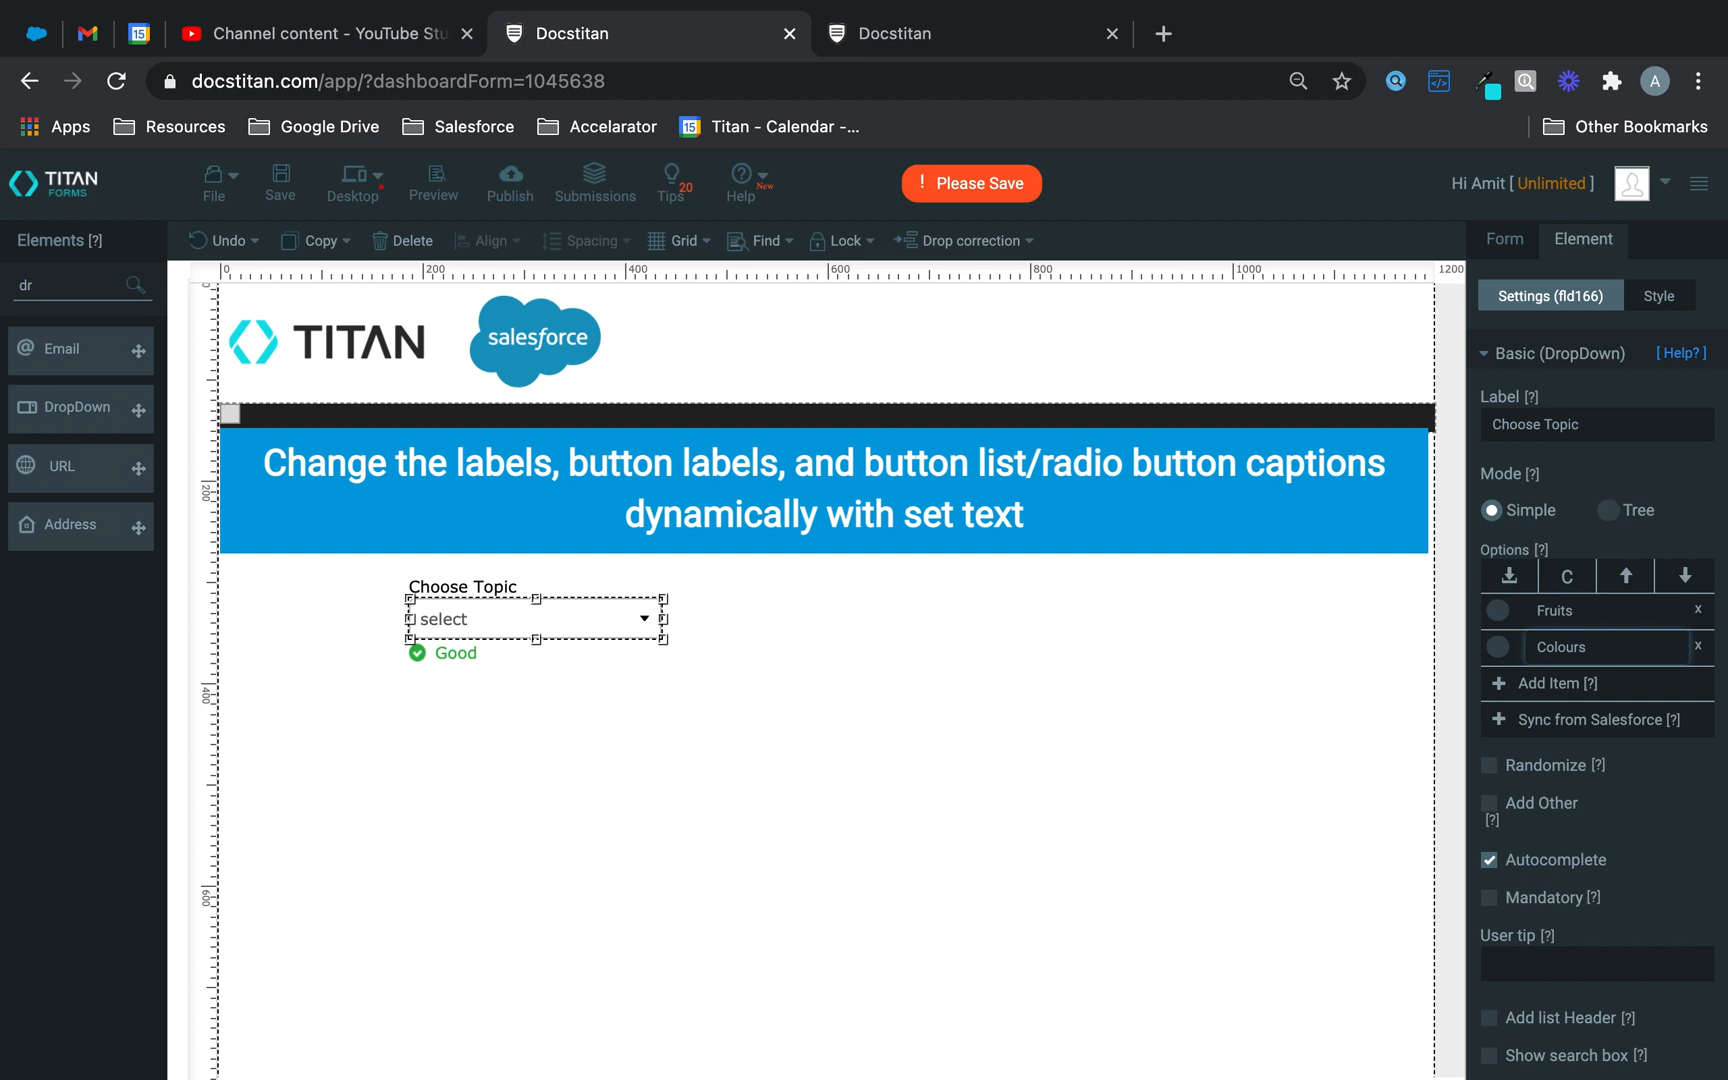 Channel content - YouTube Stu
Docstitan
Docstitan
docstitan.com/app/?dashboardForm=1045638
A
Apps
Resources
Google Drive
Salesforce
Accelarator
15
Titan - Calendar -...
Other Bookmarks
TITAN
FORMS
File
Save
Desktop
Preview
Publish
Submissions
Tips
20
Help
New
! Please Save
Hi Amit [ Unlimited ]
Elements [?]
Undo
Copy
Delete
Align
Spacing
Grid
Find
Lock
Drop correction
Form
Element
dr
Email
DropDown
URL
Address
0
200
400
600
800
1000
1200
0
200
400
600
TITAN
salesforce
Change the labels, button labels, and button list/radio button captions
dynamically with set text
Choose Topic
select
Good
Settings (fld166)
Style
Basic (DropDown)
[ Help? ]
Label [?]
Choose Topic
Mode [?]
Simple
Tree
Options [?]
C
Fruits
x
Colours
x
Add Item [?]
Sync from Salesforce [?]
Randomize [?]
Add Other
[?]
Autocomplete
Mandatory [?]
User tip [?]
Add list Header [?]
Show search box [?]